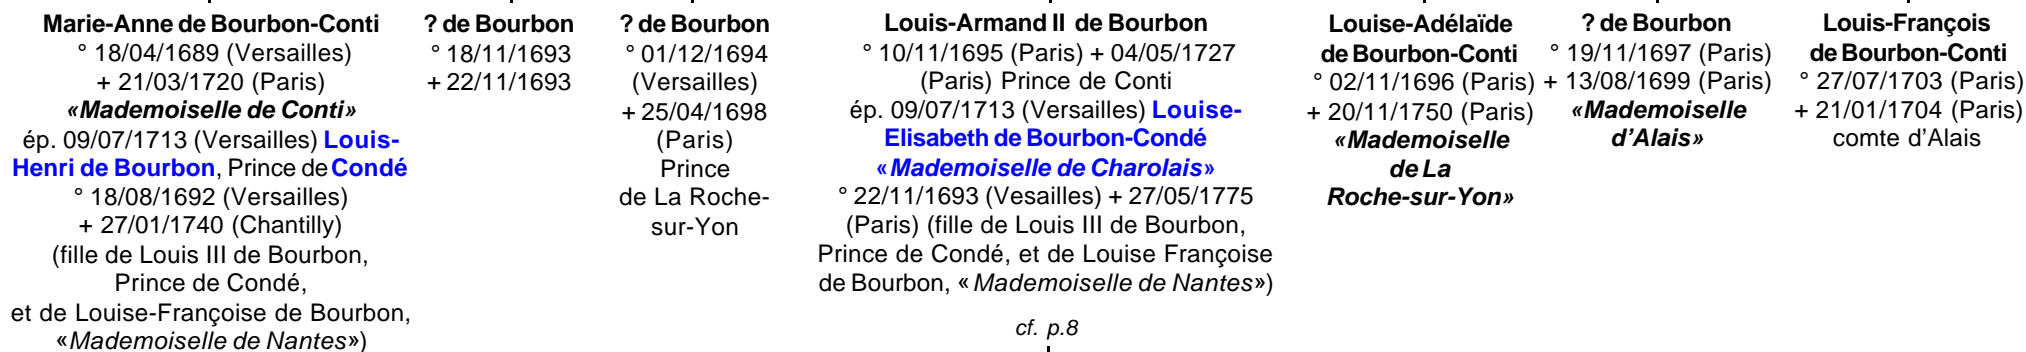 Marie-Anne de Bourbon-Conti
° 18/04/1689 (Versailles)
+ 21/03/1720 (Paris)
«Mademoiselle de Conti»
ép. 09/07/1713 (Versailles) Louis-
Henri de Bourbon, Prince de Condé
° 18/08/1692 (Versailles)
+ 27/01/1740 (Chantilly)
(fille de Louis III de Bourbon,
Prince de Condé,
et de Louise-Françoise de Bourbon,
«Mademoiselle de Nantes»)
? de Bourbon
° 18/11/1693
+ 22/11/1693
? de Bourbon
° 01/12/1694
(Versailles)
+ 25/04/1698
(Paris)
Prince
de La Roche-
sur-Yon
Louis-Armand II de Bourbon
° 10/11/1695 (Paris) + 04/05/1727
(Paris) Prince de Conti
ép. 09/07/1713 (Versailles) Louise-
Elisabeth de Bourbon-Condé
«Mademoiselle de Charolais»
° 22/11/1693 (Vesailles) + 27/05/1775
(Paris) (fille de Louis III de Bourbon,
Prince de Condé, et de Louise Françoise
de Bourbon, «Mademoiselle de Nantes»)
cf. p.8
Louise-Adélaïde
de Bourbon-Conti
° 02/11/1696 (Paris)
+ 20/11/1750 (Paris)
«Mademoiselle
de La
Roche-sur-Yon»
? de Bourbon
° 19/11/1697 (Paris)
+ 13/08/1699 (Paris)
«Mademoiselle
d'Alais»
Louis-François
de Bourbon-Conti
° 27/07/1703 (Paris)
+ 21/01/1704 (Paris)
comte d'Alais